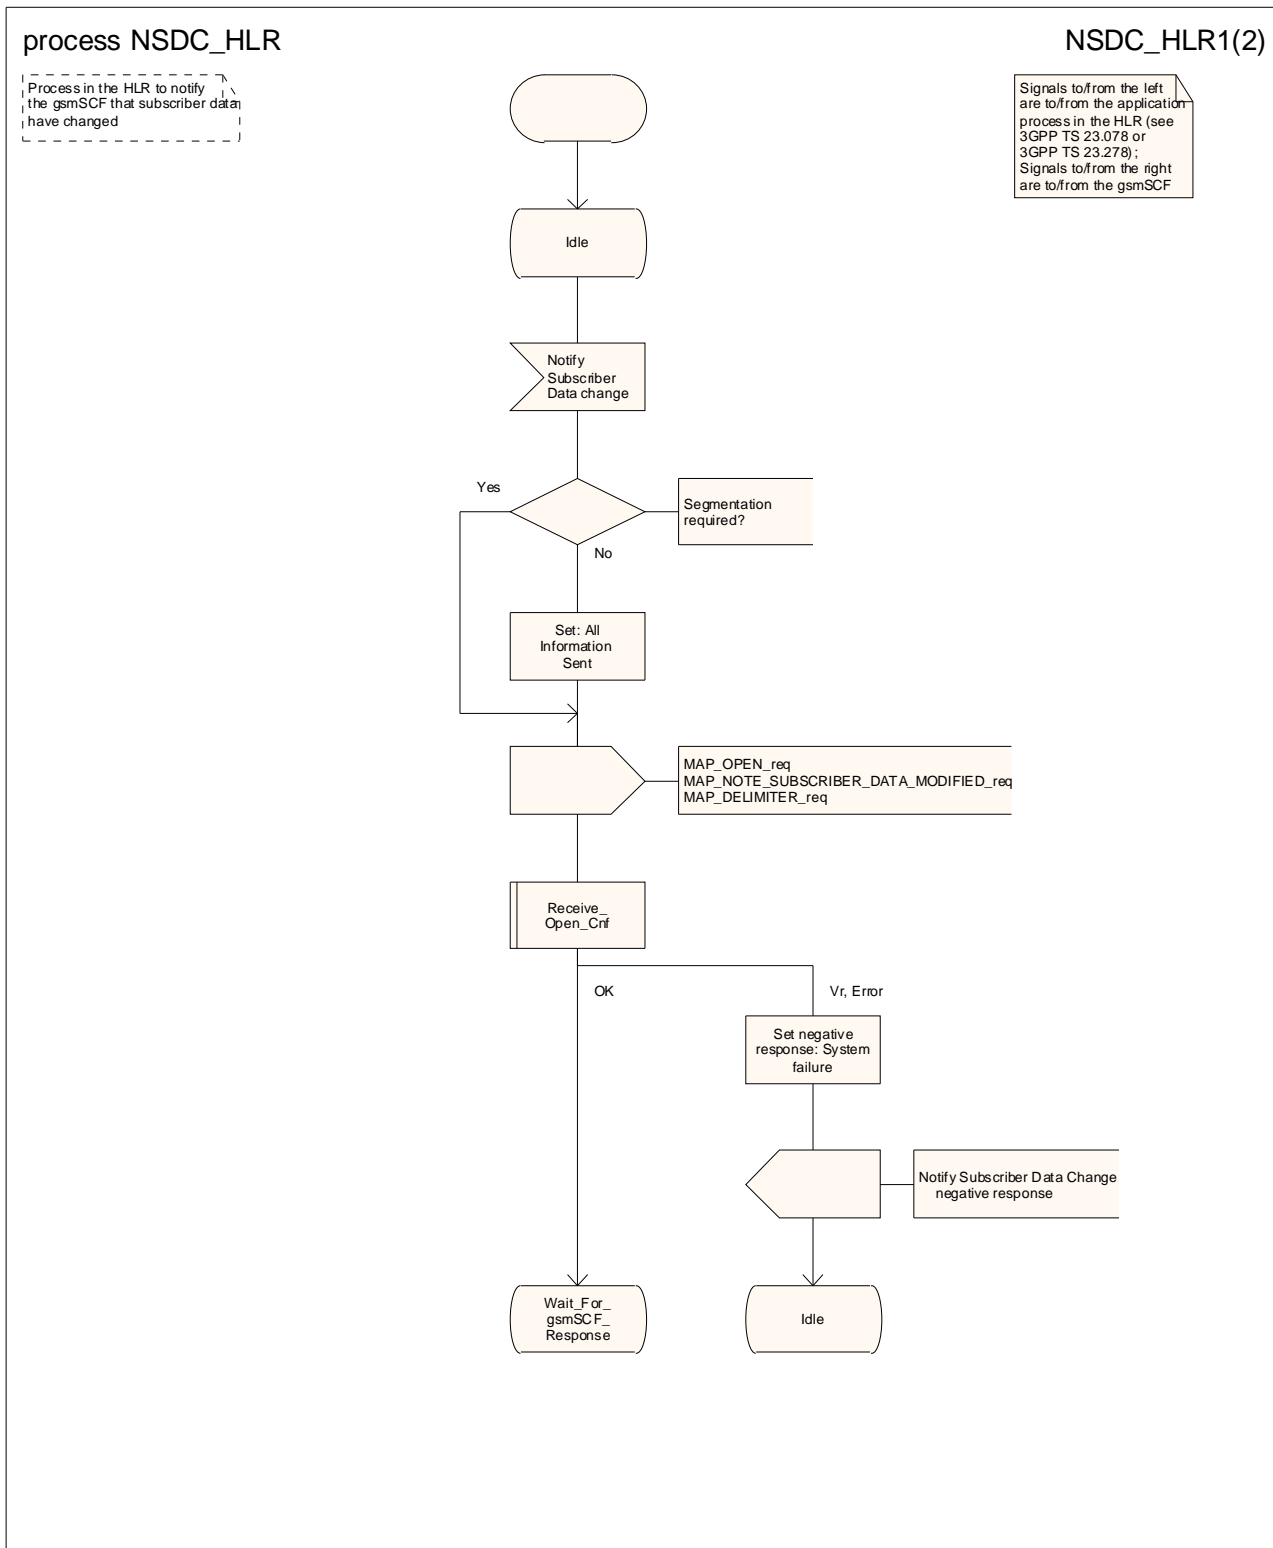 process NSDC_HLR
NSDC_HLR1(2)
Process in the HLR to notify
the gsmSCF that subscriber data
have changed
Signals to/from the left
are to/from the application
process in the HLR (see
3GPP TS 23.078 or
3GPP TS 23.278) ;
Signals to/from the right
are to/from the gsmSCF
Idle
Notify
Subscriber
Data change
Yes
Segmentation
required?
No
Set: All
Information
Sent
MAP_OPEN_req
MAP_NOTE_SUBSCRIBER_DATA_MODIFIED_req
MAP_DELIMITER_req
Receive_
Open_Cnf
OK
Vr, Error
Set negative
response: System
failure
Notify Subscriber Data Change
negative response
Wait_For_
gsmSCF_
Response
Idle